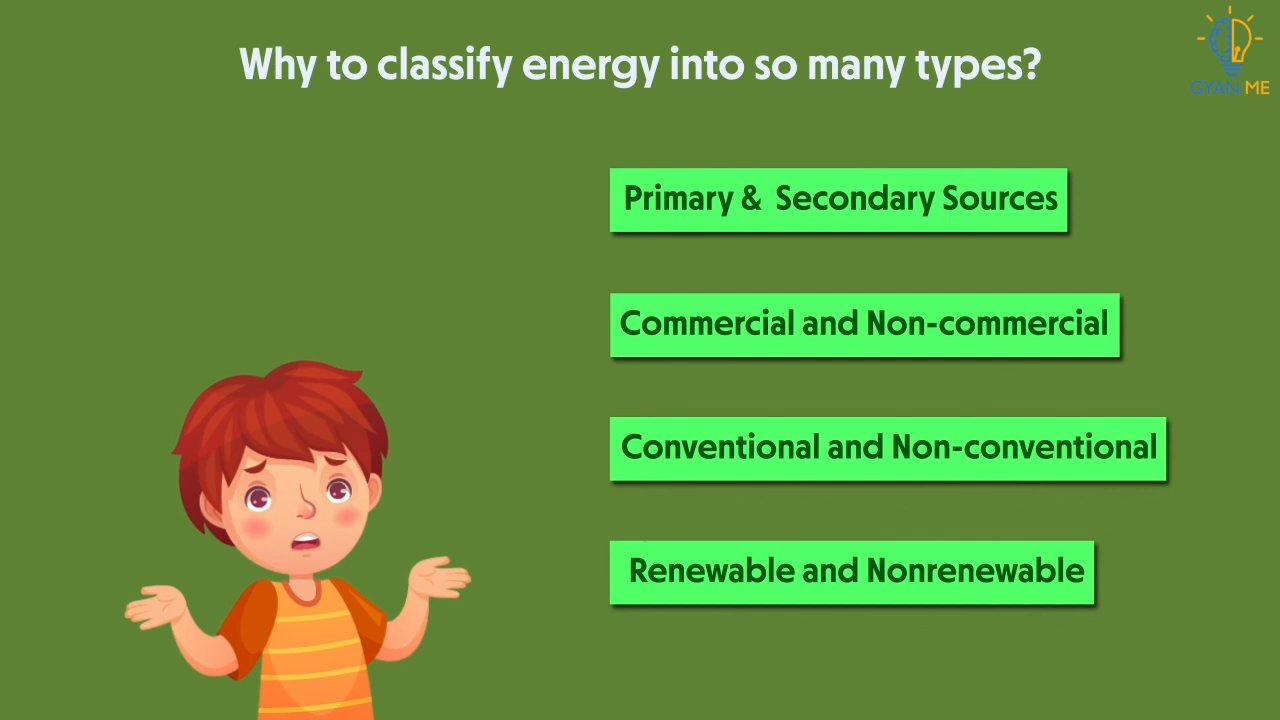 Why to classify energy into so many types?
GYAN ME
Primary & Secondary Sources
Commercial and Non-commercial
Conventional and Non-conventional
Renewable and Nonrenewable